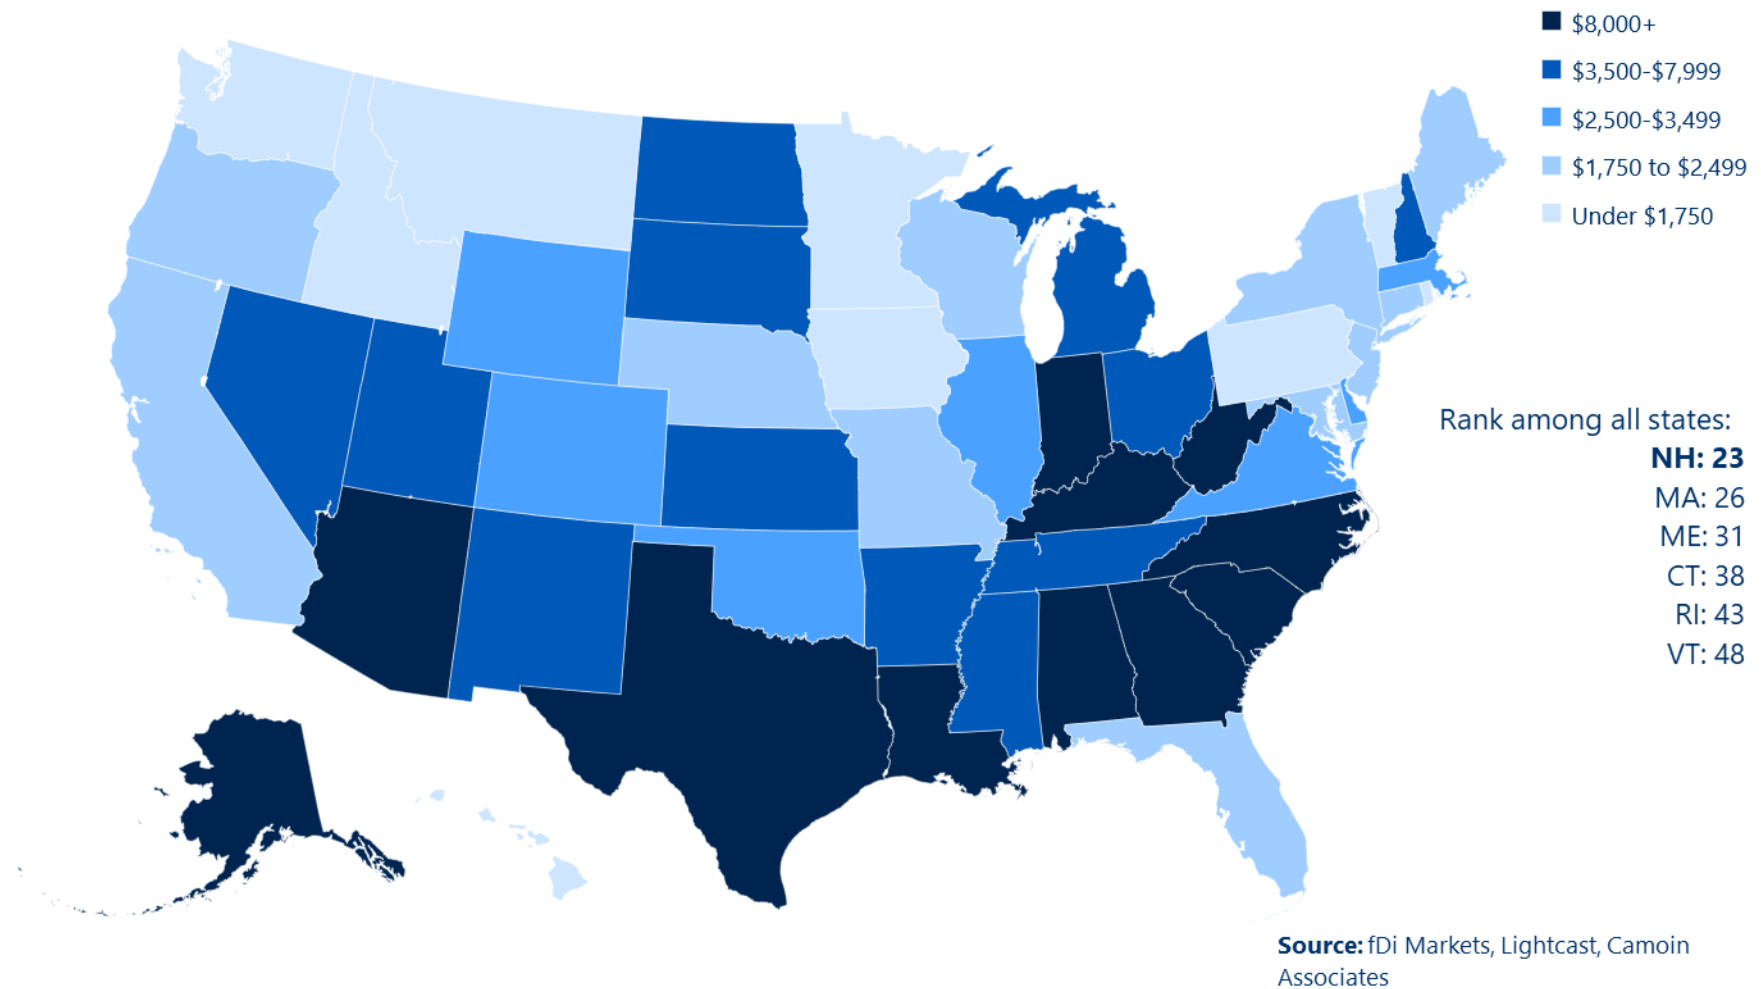 $8,000+
$3,500-$7,999
$2,500-$3,499
$1,750 to $2,499
Under $1,750
Rank among all states:
NH: 23
MA: 26
ME: 31
CT: 38
RI: 43
VT: 48
Source: fDi Markets, Lightcast, Camoin
Associates